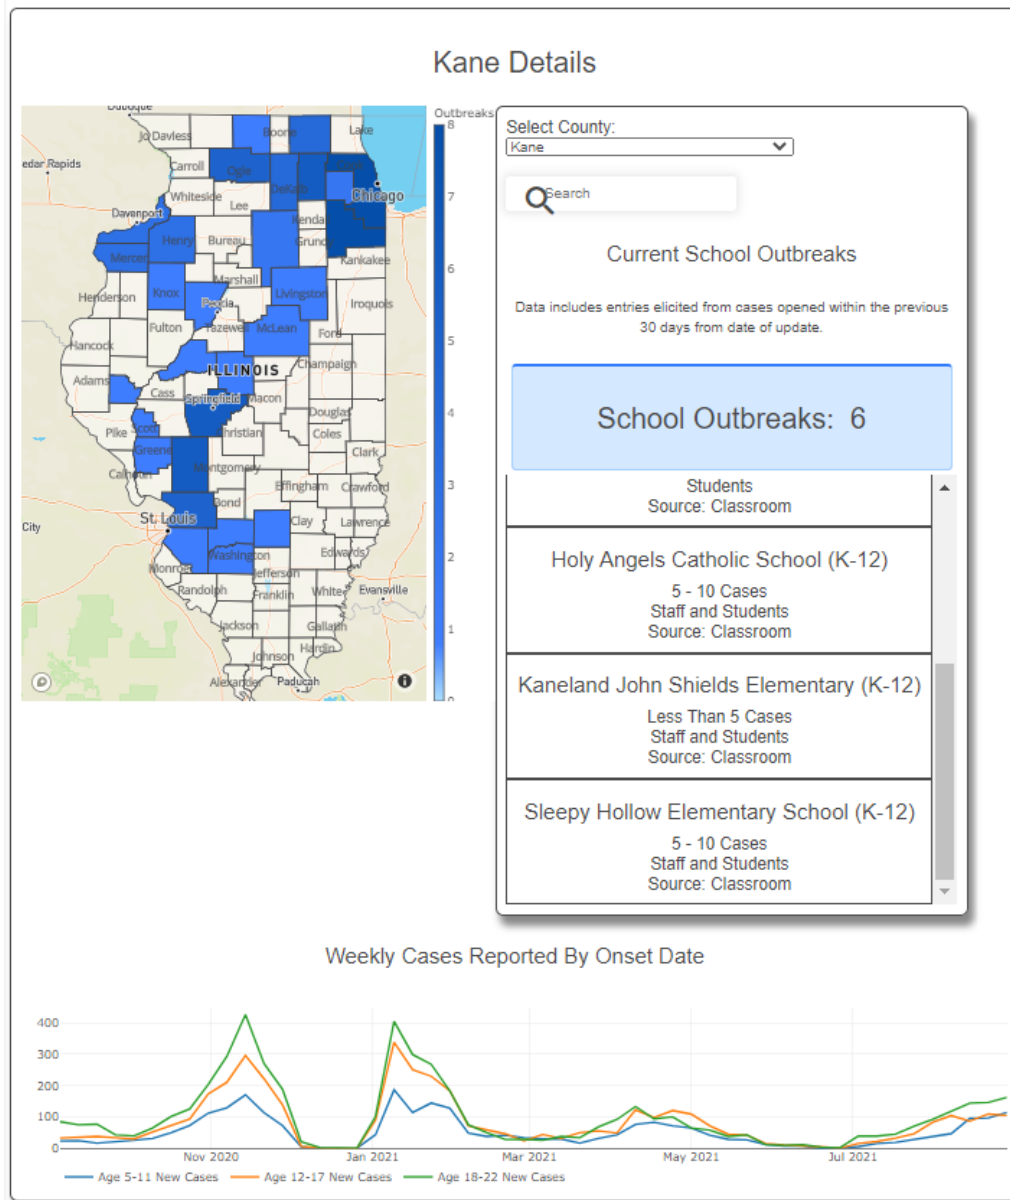 Kane Details
Dubuque
Jo Davless
Boone
Lake
edar Rapids
Carroll
Ogle
DeKalb
Chicago
Whiteside
Lee
Davenport
Kenda
Henry
Bureau
Grund
Mercer
Kankakee
Marshall
Henderson
Knox
Livingston
Peoria
Iroquois
Fulton
Tazewell
McLean
Ford
Hancock
ILLINOIS
Champaign
Adams
Cass
Springfield
Macon
Douglas
Pike
Scott
Christian
Coles
Greene
Clark
Calhoun
Montgomery
Effingham
Crawford
Bond
City
St. Louis
Clay
Lawrence
Washington
Edwards
Monroe
Jefferson
Randolph
Franklin
White
Evansville
Jackson
Gallatin
Hardin
Johnson
Alexander
Paducah
Outbreaks
8
7
6
5
4
3
2
1
0
Select County:
Kane
Search
Current School Outbreaks
Data includes entries elicited from cases opened within the previous
30 days from date of update.
School Outbreaks: 6
Students
Source: Classroom
Holy Angels Catholic School (K-12)
5 - 10 Cases
Staff and Students
Source: Classroom
Kaneland John Shields Elementary (K-12)
Less Than 5 Cases
Staff and Students
Source: Classroom
Sleepy Hollow Elementary School (K-12)
5 - 10 Cases
Staff and Students
Source: Classroom
Weekly Cases Reported By Onset Date
400
300
200
100
0
Nov 2020
Jan 2021
Mar 2021
May 2021
Jul 2021
Age 5-11 New Cases
Age 12-17 New Cases
Age 18-22 New Cases